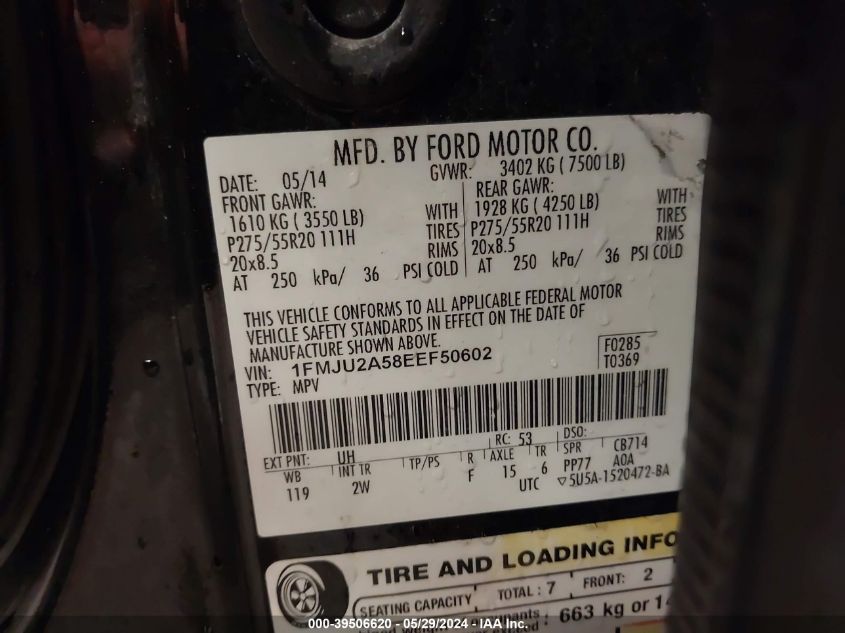 MFD. BY FORD MOTOR CO.
DATE: 05/14 GVWR: 3402 KG ( 7500 LB)
FRONT GAWR: REAR GAWR:
1610 KG ( 3550 LB) WITH 1928 KG ( 4250 LB) WITH
P275/55R20 111H TIRES P275/55R20 111H TIRES
20x8.5 RIMS 20x8.5 RIMS
AT 250 kPa/ 36 PSI COLD AT 250 kPa/ 36 PSI COLD
THIS VEHICLE CONFORMS TO ALL APPLICABLE FEDERAL MOTOR
VEHICLE SAFETY STANDARDS IN EFFECT ON THE DATE OF
MANUFACTURE SHOWN ABOVE.
VIN: 1FMJU2A58EEF50602 F0285
TYPE: MPV T0369
RC: 53 DSO:
EXT PNT: UH CB714
WB INT TR TP/PS R AXLE TR SPR
119 2W F 15 6 PP77 AOA
UTC ▽5U5A-1520472-BA
TIRE AND LOADING INFO
SEATING CAPACITY TOTAL : 7 FRONT: 2
663 kg or 14
000-39506620 - 05/29/2024 - IAA Inc.